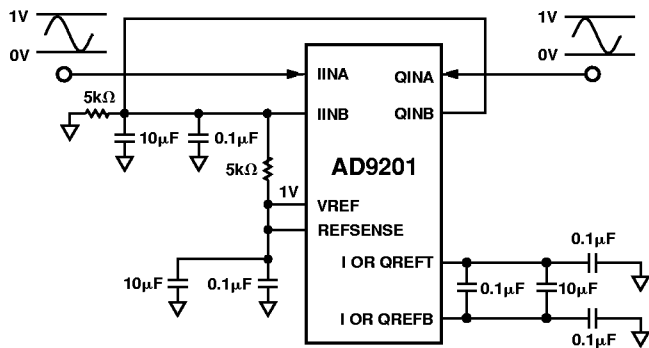 1V
0V
1V
0V
IINA
QINA
5kΩ
IINB
QINB
10µF
0.1µF
5kΩ
AD9201
1V
VREF
REFSENSE
0.1µF
I OR QREFT
10µF
0.1µF
0.1µF
10µF
I OR QREFB
0.1µF